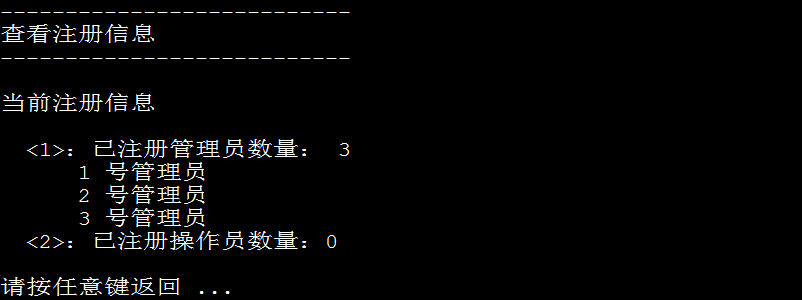 ---------------------------
查看注册信息
---------------------------
当前注册信息
<1>：已注册管理员数量： 3
1 号管理员
2 号管理员
3 号管理员
<2>：已注册操作员数量：0
请按任意键返回 ...